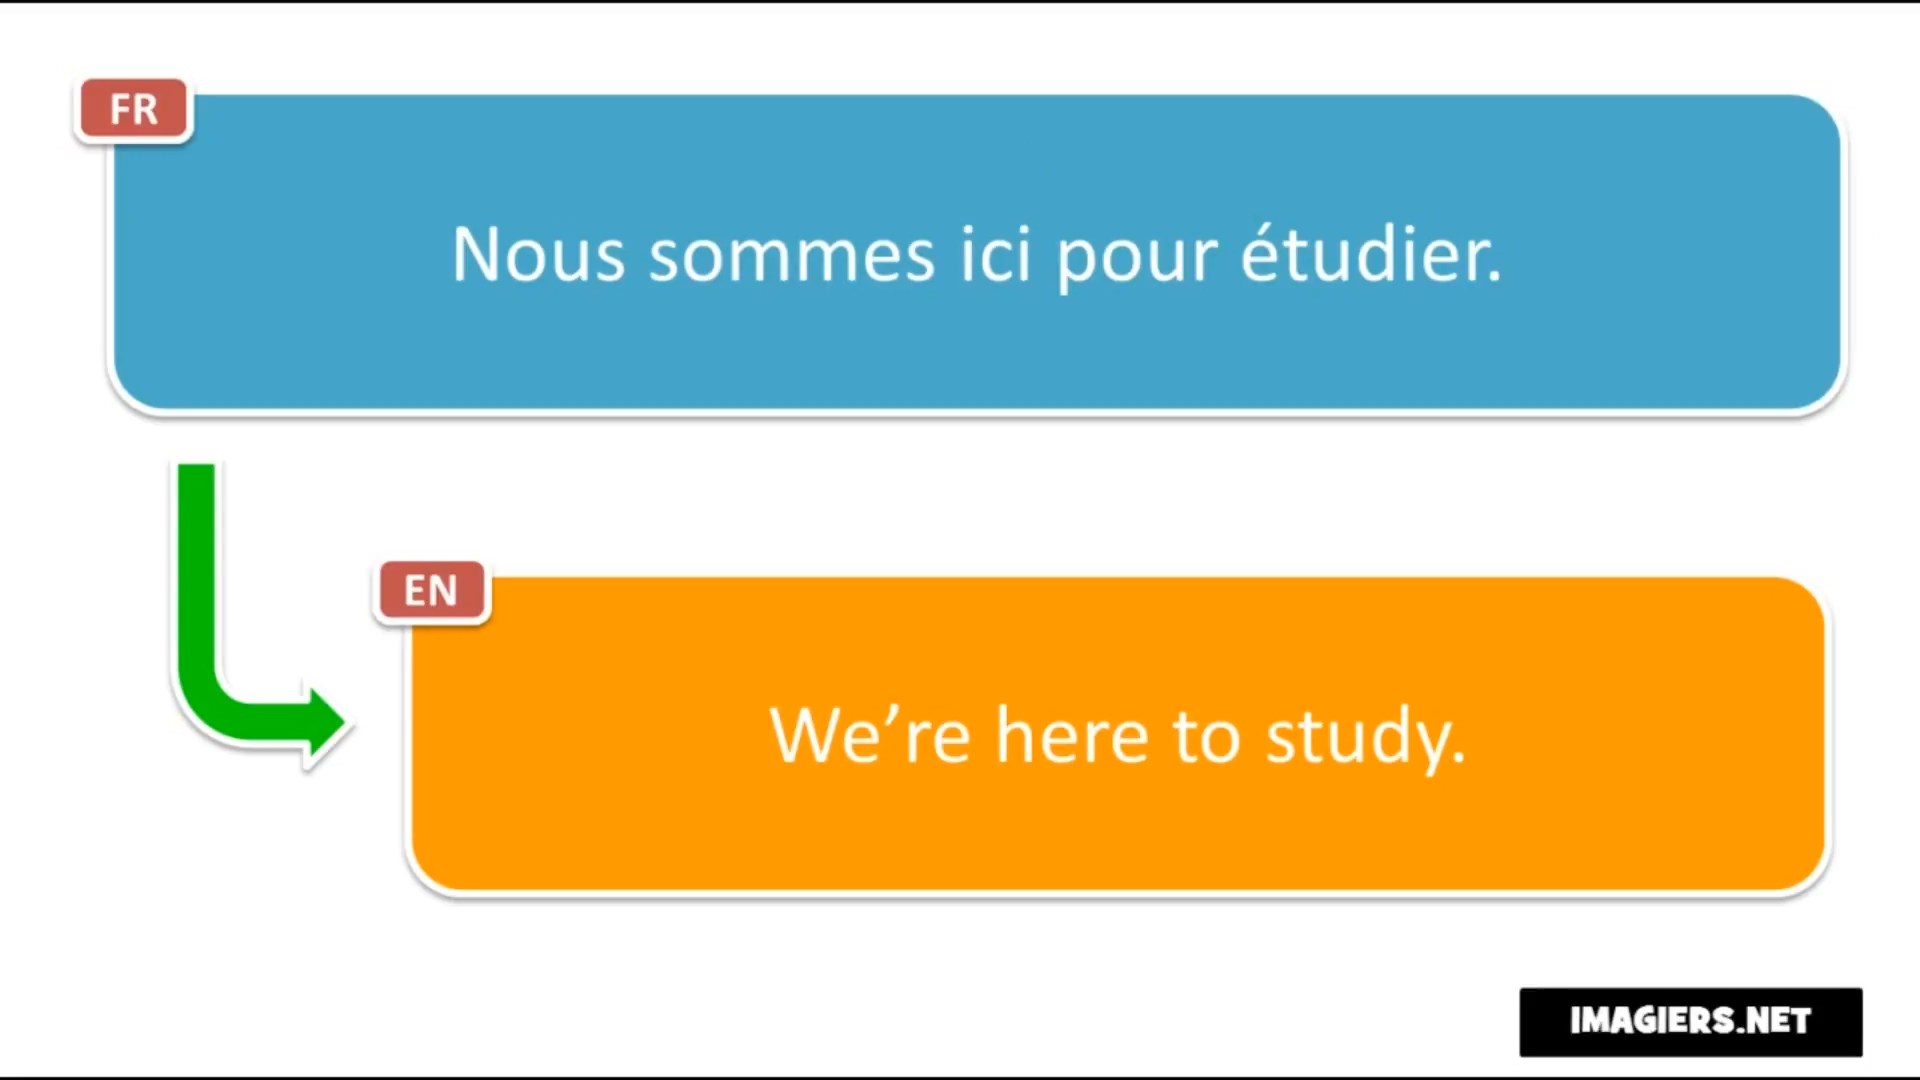 FR
Nous sommes ici pour étudier.
EN
We’re here to study.
IMAGIERS.NET